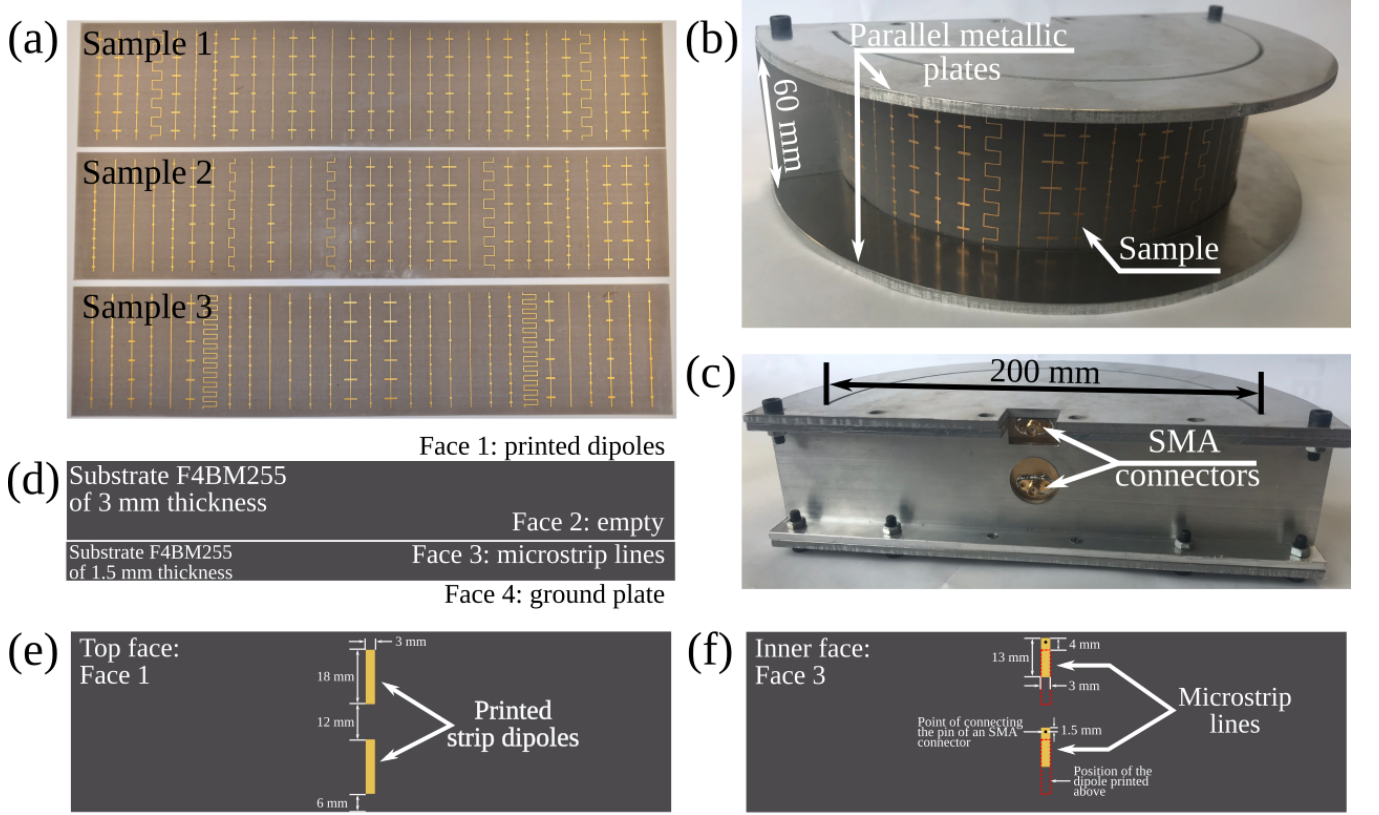 (a)
Sample 1
Sample 2
Sample 3
(b)
Parallel metallic
plates
60 mm
Sample
(c)
200 mm
SMA
connectors
(d)
Face 1: printed dipoles
Substrate F4BM255
of 3 mm thickness
Face 2: empty
Substrate F4BM255
of 1.5 mm thickness
Face 3: microstrip lines
Face 4: ground plate
(e)
Top face:
Face 1
3 mm
18 mm
12 mm
6 mm
Printed
strip dipoles
(f)
Inner face:
Face 3
4 mm
13 mm
3 mm
Microstrip
lines
Point of connecting
the pin of an SMA
connector
1.5 mm
Position of the
dipole printed
above